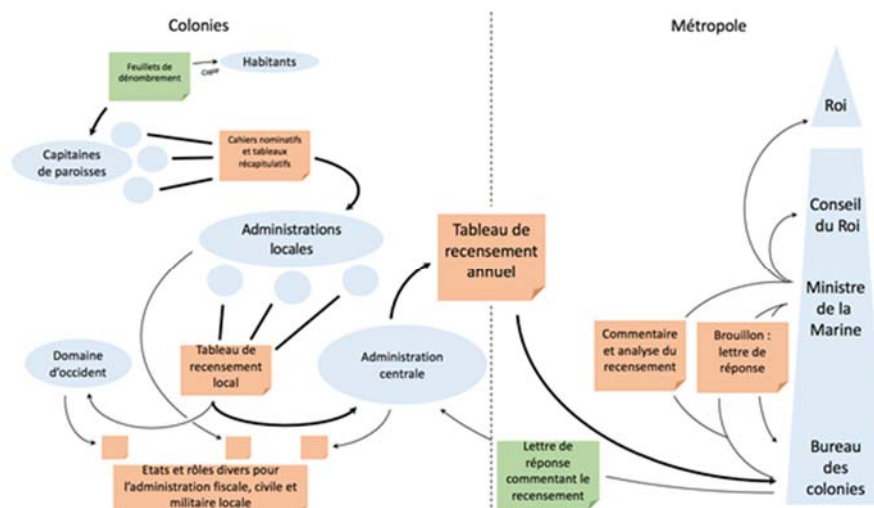 Colonies
Métropole
Feuillets de
dénombrement
Copie
Habitants
Roi
Capitaines
de paroisses
Cahiers nominatifs
et tableaux
récapitulatifs
Conseil
du Roi
Administrations
locales
Tableau de
recensement
annuel
Ministre
de la
Marine
Commentaire
et analyse du
recensement
Brouillon :
lettre de
réponse
Domaine
d'occident
Tableau de
recensement
local
Administration
centrale
Bureau
des
colonies
Lettre de
réponse
commentant le
recensement
Etats et rôles divers pour
l'administration fiscale, civile et
militaire locale